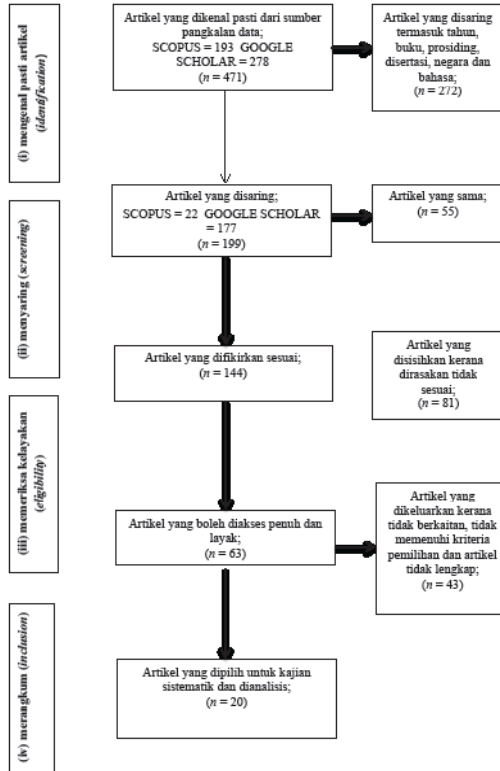 (i) mengenal pasti artikel
(identification)
Artikel yang dikenal pasti dari sumber
pangkalan data;
SCOPUS = 193 GOOGLE
SCHOLAR = 278
(n = 471)
Artikel yang disaring
termasuk tahun,
buku, prosiding,
disertasi, negara dan
bahasa;
(n = 272)
(ii) menyaring (screening)
Artikel yang disaring;
SCOPUS = 22 GOOGLE SCHOLAR
= 177
(n = 199)
Artikel yang sama;
(n = 55)
Artikel yang difikirkan sesuai;
(n = 144)
Artikel yang
disisihkan kerana
dirasakan tidak
sesuai;
(n = 81)
(iii) memeriksa kelayakan
(eligibility)
Artikel yang boleh diakses penuh dan
layak;
(n = 63)
Artikel yang
dikeluarkan kerana
tidak berkaitan, tidak
memenuhi kriteria
pemilihan dan artikel
tidak lengkap;
(n = 43)
(iv) merangkum (inclusion)
Artikel yang dipilih untuk kajian
sistematik dan dianalisis;
(n = 20)